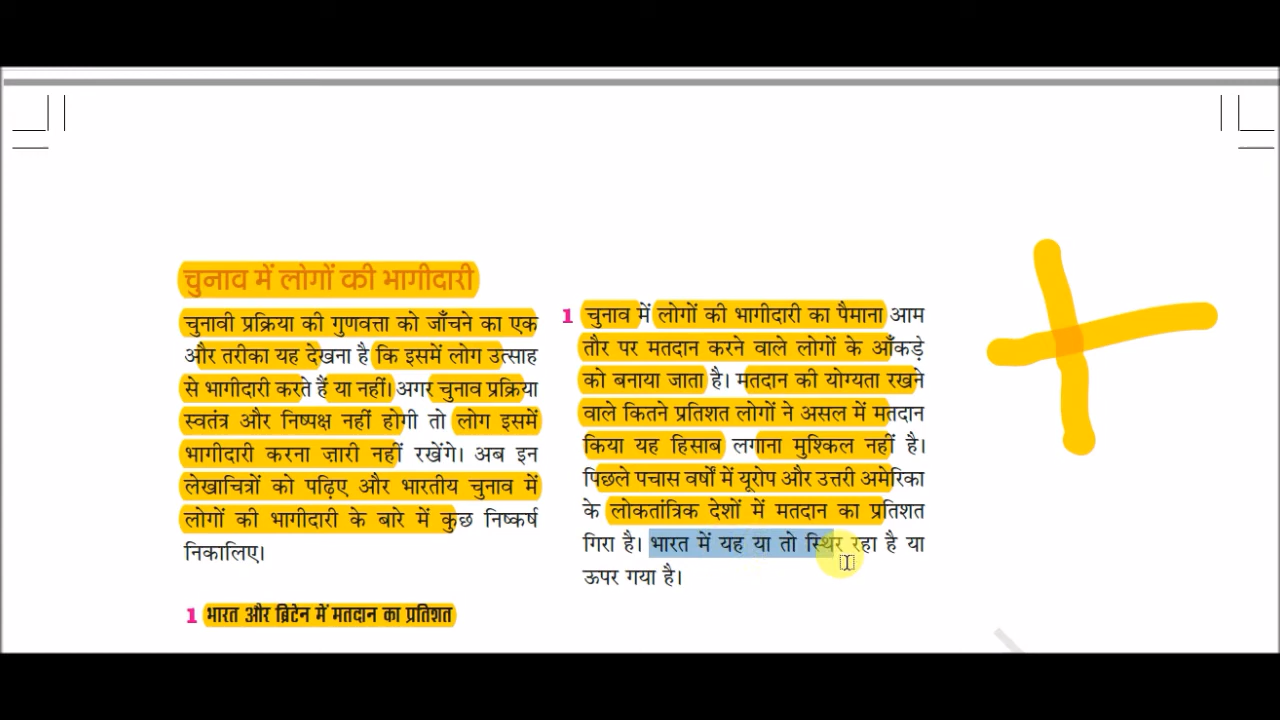 चुनाव में लोगों की भागीदारी
चुनावी प्रक्रिया की गुणवत्ता को जाँचने का एक
और तरीका यह देखना है कि इसमें लोग उत्साह
से भागीदारी करते हैं या नहीं। अगर चुनाव प्रक्रिया
स्वतंत्र और निष्पक्ष नहीं होगी तो लोग इसमें
भागीदारी करना ज़ारी नहीं रखेंगे। अब इन
लेखाचित्रों को पढ़िए और भारतीय चुनाव में
लोगों की भागीदारी के बारे में कुछ निष्कर्ष
निकालिए।
1 भारत और ब्रिटेन में मतदान का प्रतिशत
1 चुनाव में लोगों की भागीदारी का पैमाना आम
तौर पर मतदान करने वाले लोगों के आँकड़े
को बनाया जाता है। मतदान की योग्यता रखने
वाले कितने प्रतिशत लोगों ने असल में मतदान
किया यह हिसाब लगाना मुश्किल नहीं है।
पिछले पचास वर्षों में यूरोप और उत्तरी अमेरिका
के लोकतांत्रिक देशों में मतदान का प्रतिशत
गिरा है। भारत में यह या तो स्थिर रहा है या
ऊपर गया है।